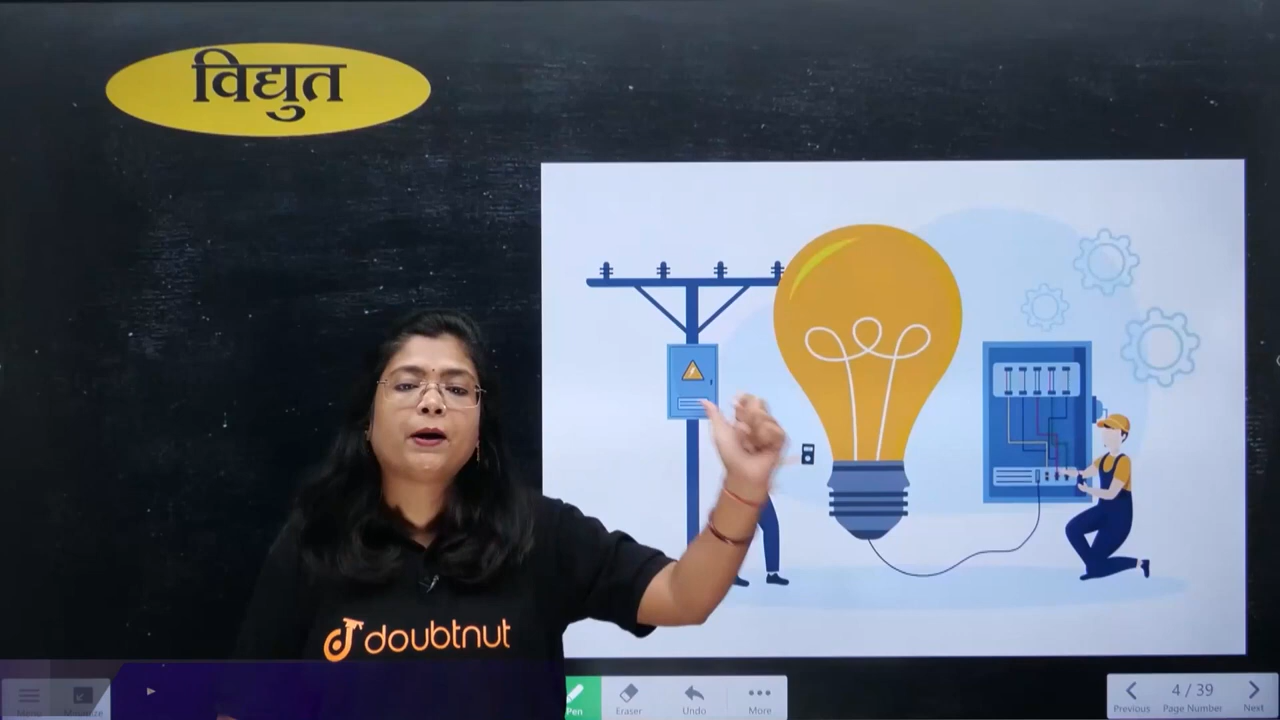 विद्युत
doubtnut
Pen
Eraser
Undo
More
Previous
4 / 39
Page Number
Next